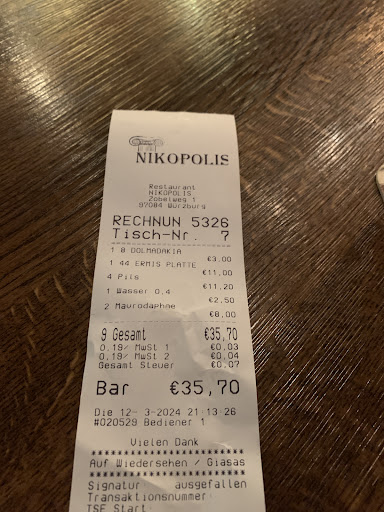 NIKOPOLIS
Restaurant
NIKOPOLIS
Zobelweg 1
97084 Würzburg
RECHNUN 5326
Tisch-Nr. 7
1 8 DOLMADAKIA €3,00
1 44 ERMIS PLATTE €11,00
4 Pils €11,20
1 Wasser 0,4 €2,50
2 Mavrodaphne €8,00
9 Gesamt €35,70
0,19% MwSt 1 €0,03
0,19% MwSt 2 €0,04
Gesamt Steuer €0,07
Bar €35,70
Die 12- 3-2024 21:13:26
#020529 Bediener 1
Vielen Dank
**************************
Auf Wiedersehen / Giasas
**************************
Signatur: ausgefallen
Transaktionsnummer:
TSE Start: